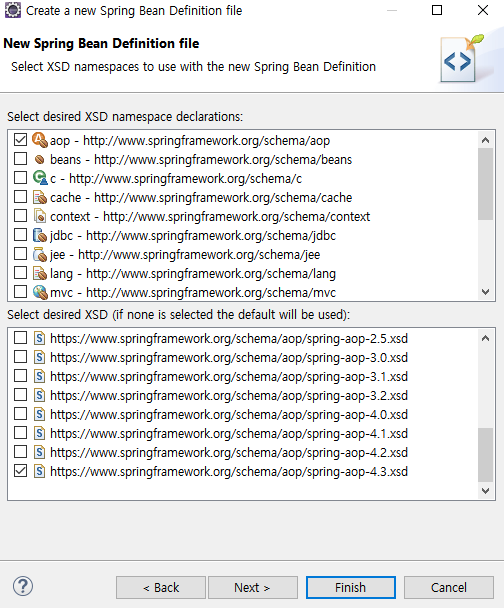 Create a new Spring Bean Definition file
New Spring Bean Definition file
Select XSD namespaces to use with the new Spring Bean Definition
Select desired XSD namespace declarations:
aop - http://www.springframework.org/schema/aop
beans - http://www.springframework.org/schema/beans
c - http://www.springframework.org/schema/c
cache - http://www.springframework.org/schema/cache
context - http://www.springframework.org/schema/context
jdbc - http://www.springframework.org/schema/jdbc
jee - http://www.springframework.org/schema/jee
lang - http://www.springframework.org/schema/lang
mvc - http://www.springframework.org/schema/mvc
Select desired XSD (if none is selected the default will be used):
https://www.springframework.org/schema/aop/spring-aop-2.5.xsd
https://www.springframework.org/schema/aop/spring-aop-3.0.xsd
https://www.springframework.org/schema/aop/spring-aop-3.1.xsd
https://www.springframework.org/schema/aop/spring-aop-3.2.xsd
https://www.springframework.org/schema/aop/spring-aop-4.0.xsd
https://www.springframework.org/schema/aop/spring-aop-4.1.xsd
https://www.springframework.org/schema/aop/spring-aop-4.2.xsd
https://www.springframework.org/schema/aop/spring-aop-4.3.xsd
? < Back Next > Finish Cancel